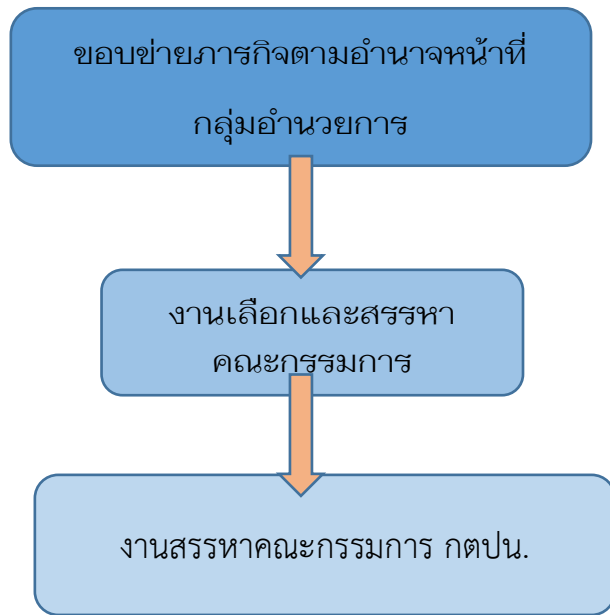 ขอบข่ายภารกิจตามอำนาจหน้าที่
กลุ่มอำนวยการ
งานเลือกและสรรหา
คณะกรรมการ
งานสรรหาคณะกรรมการ กตปน.